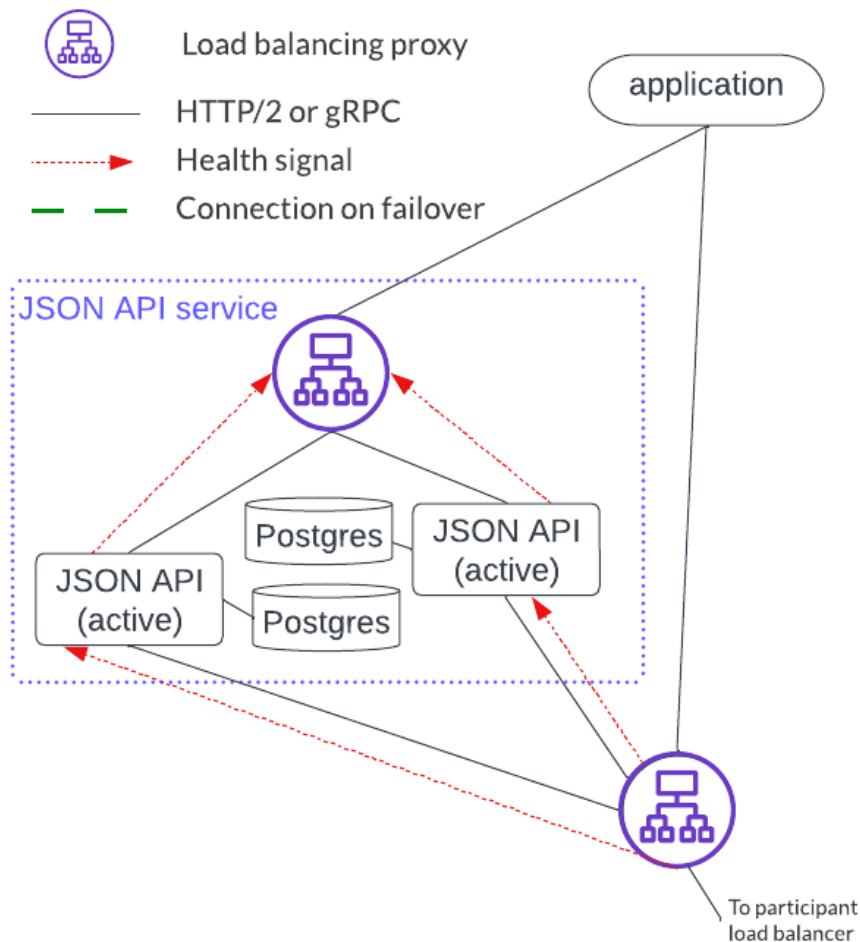 Load balancing proxy
application
HTTP/2 or gRPC
Health signal
Connection on failover
JSON API service
Postgres
JSON API
(active)
JSON API
(active)
Postgres
To participant
load balancer